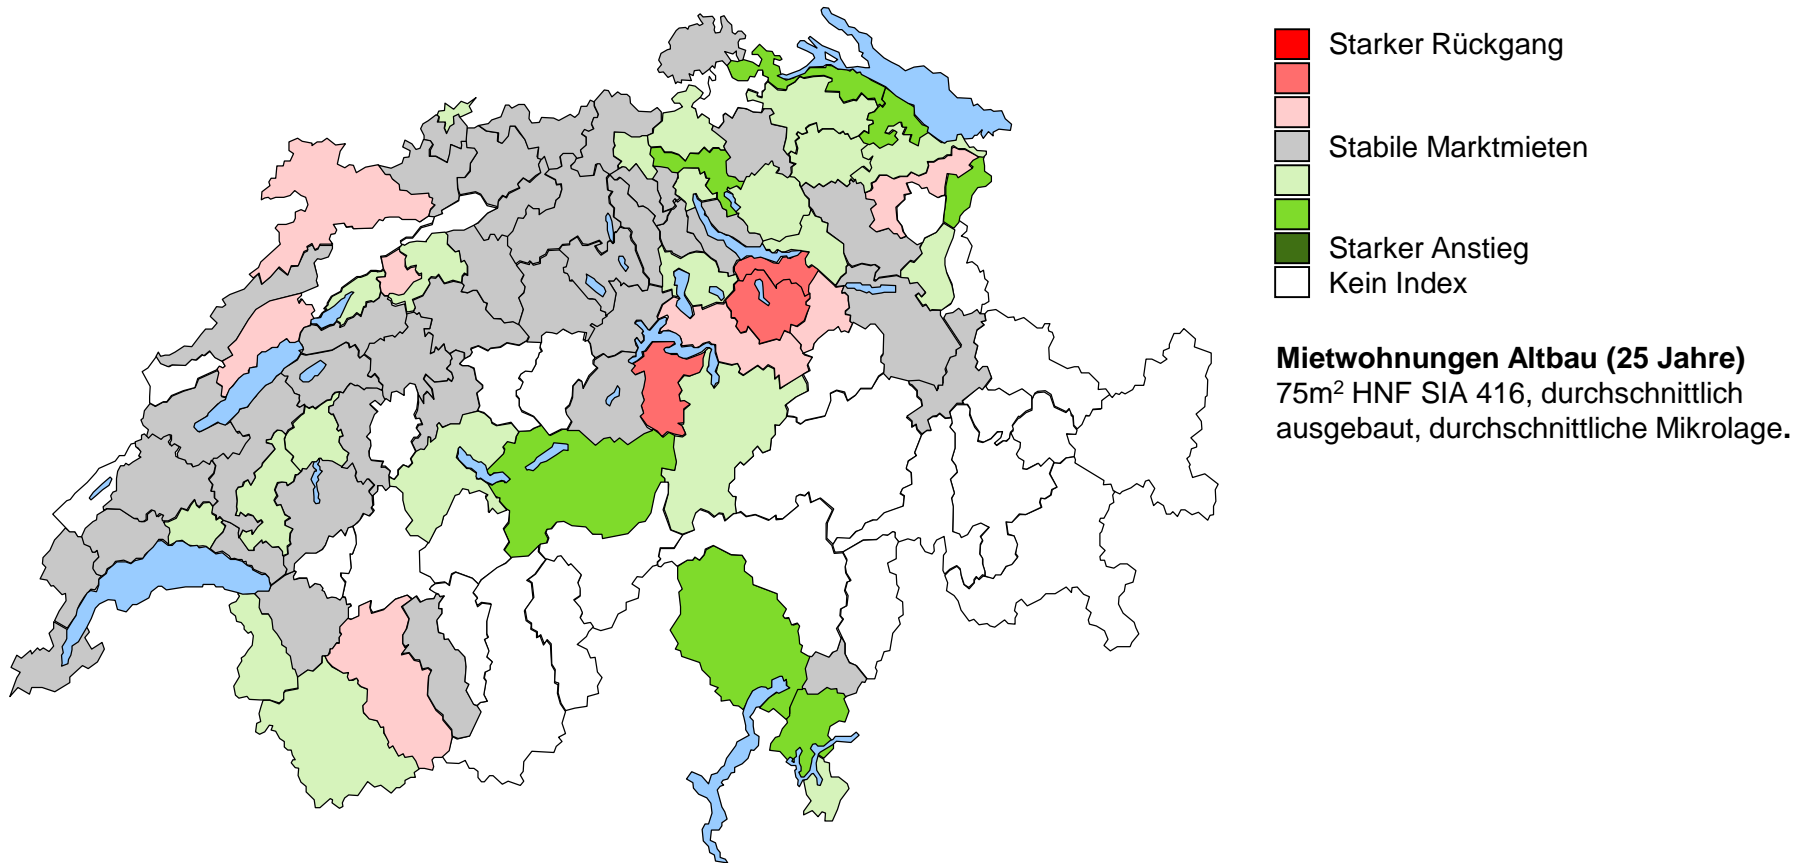 Starker Rückgang
Stabile Marktmieten
Starker Anstieg
Kein Index
Mietwohnungen Altbau (25 Jahre)
75m² HNF SIA 416, durchschnittlich
ausgebaut, durchschnittliche Mikrolage.